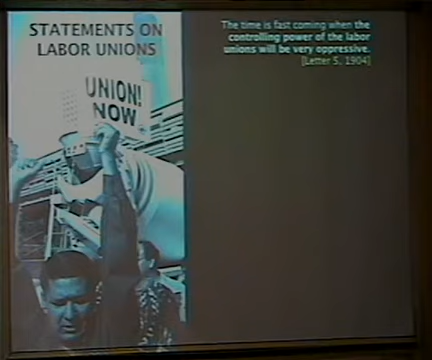 STATEMENTS ON
LABOR UNIONS
UNION!
NOW
The time is fast coming when the
controlling power of the labor
unions will be very oppressive.
[Letter 5, 1904]